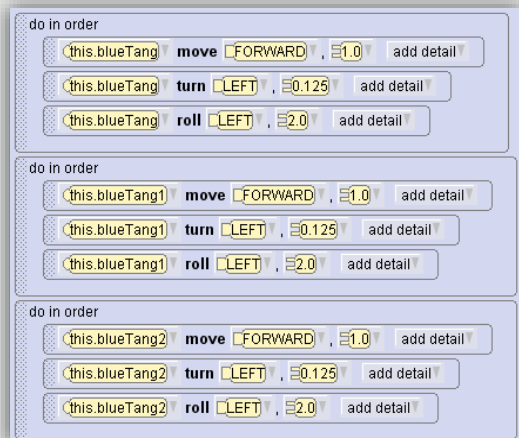 do in order
this.blueTang move FORWARD , 1.0 add detail
this.blueTang turn LEFT , 0.125 add detail
this.blueTang roll LEFT , 2.0 add detail
do in order
this.blueTang1 move FORWARD , 1.0 add detail
this.blueTang1 turn LEFT , 0.125 add detail
this.blueTang1 roll LEFT , 2.0 add detail
do in order
this.blueTang2 move FORWARD , 1.0 add detail
this.blueTang2 turn LEFT , 0.125 add detail
this.blueTang2 roll LEFT , 2.0 add detail